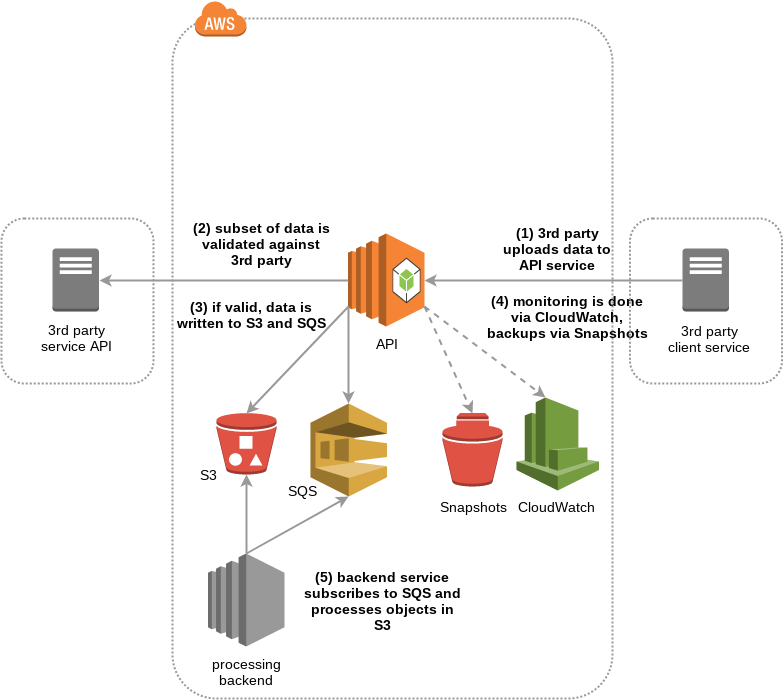 AWS
(2) subset of data is
validated against
3rd party
(1) 3rd party
uploads data to
API service
(3) if valid, data is
written to S3 and SQS
(4) monitoring is done
via CloudWatch,
backups via Snapshots
3rd party
service API
API
3rd party
client service
S3
SQS
Snapshots
CloudWatch
(5) backend service
subscribes to SQS and
processes objects in
S3
processing
backend